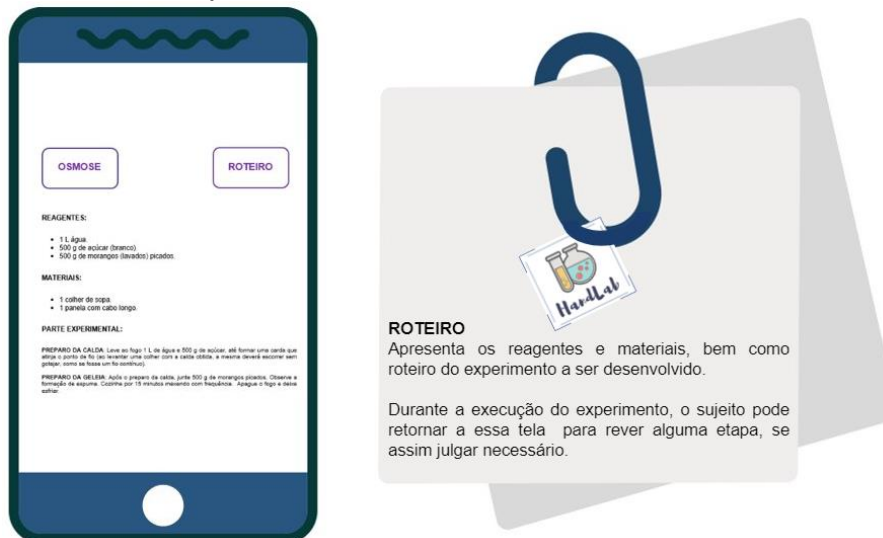 OSMOSE
ROTEIRO
REAGENTES:
• 1 L água.
• 500 g de açúcar (branco)
• 500 g de morangos (lavados) picados.
MATERIAIS:
• 1 colher de sopa.
• 1 panela com cabo longo.
PARTE EXPERIMENTAL:
PREPARO DA CALDA: Leve ao fogo 1 L de água e 500 g de açúcar, até formar uma carda que
atinja o ponto de fio (ao levantar uma colher com a calda obtida, a mesma deverá escorrer sem
gotejar, como se fosse um fio contínuo).
PREPARO DA GELEIA: Após o preparo da calda, junte 500 g de morangos picados. Observe a
formação de espuma. Cozinhe por 15 minutos mexendo com frequência. Apague o fogo e deixe
esfriar.
HandLab
ROTEIRO
Apresenta os reagentes e materiais, bem como
roteiro do experimento a ser desenvolvido.
Durante a execução do experimento, o sujeito pode
retornar a essa tela para rever alguma etapa, se
assim julgar necessário.